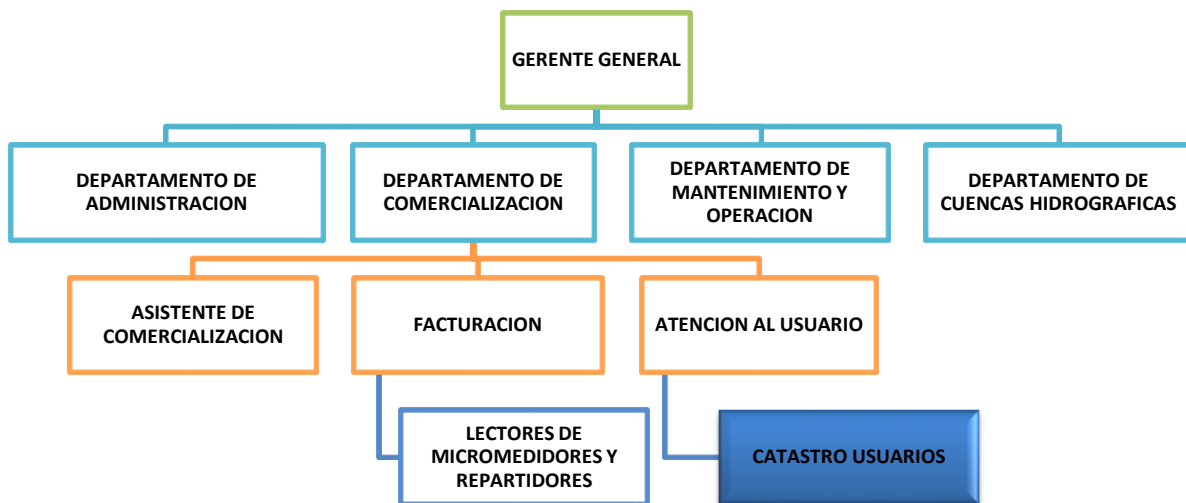 GERENTE GENERAL
DEPARTAMENTO DE
ADMINISTRACION
DEPARTAMENTO DE
COMERCIALIZACION
DEPARTAMENTO DE
MANTENIMIENTO Y
OPERACION
DEPARTAMENTO DE
CUENCAS HIDROGRAFICAS
ASISTENTE DE
COMERCIALIZACION
FACTURACION
ATENCION AL USUARIO
LECTORES DE
MICROMEDIDORES Y
REPARTIDORES
CATASTRO USUARIOS